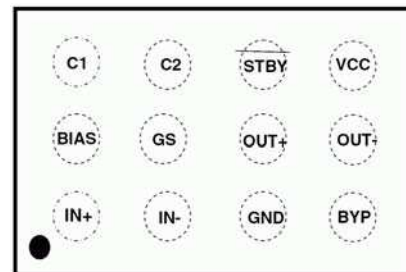 C1 C2 STBY VCC
BIAS GS OUT+ OUT-
IN+ IN- GND BYP